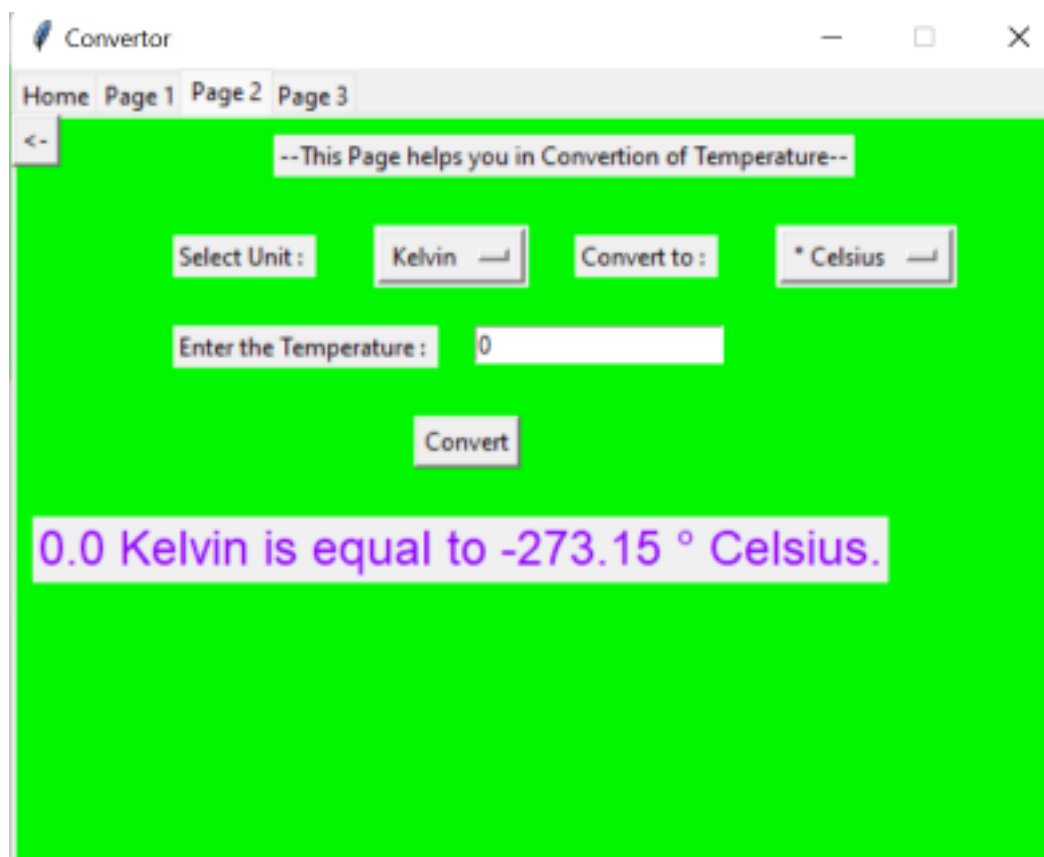 Convertor
Home Page 1 Page 2 Page 3
<-
--This Page helps you in Convertion of Temperature--
Select Unit : Kelvin Convert to : ° Celsius
Enter the Temperature : 0
Convert
0.0 Kelvin is equal to -273.15 ° Celsius.